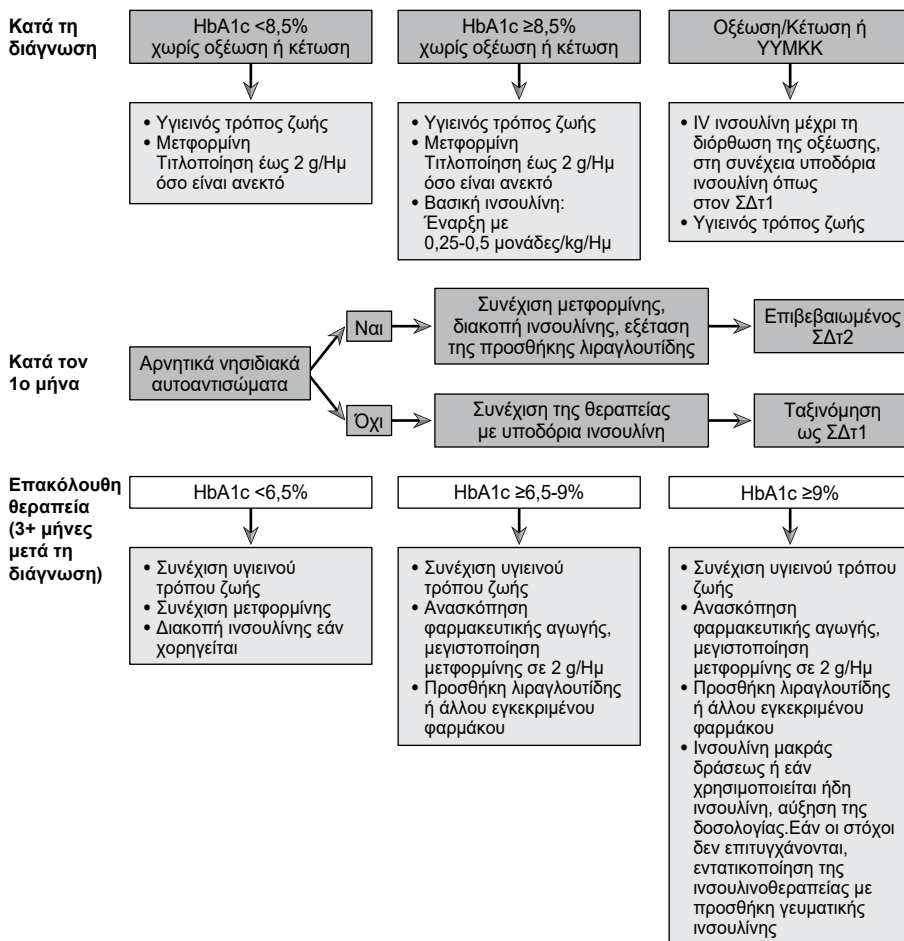 Κατά τη
διάγνωση
HbA1c <8,5%
χωρίς οξέωση ή κέτωση
HbA1c ≥8,5%
χωρίς οξέωση ή κέτωση
Οξέωση/Κέτωση ή
ΥΥΜΚΚ
• Υγιεινός τρόπος ζωής
• Μετφορμίνη
Τιτλοποίηση έως 2 g/Ημ
όσο είναι ανεκτό
• Υγιεινός τρόπος ζωής
• Μετφορμίνη
Τιτλοποίηση έως 2 g/Ημ
όσο είναι ανεκτό
• Βασική ινσουλίνη:
Έναρξη με
0,25-0,5 μονάδες/kg/Ημ
• IV ινσουλίνη μέχρι τη
διόρθωση της οξέωσης,
στη συνέχεια υποδόρια
ινσουλίνη όπως
στον ΣΔτ1
• Υγιεινός τρόπος ζωής
Κατά τον
1ο μήνα
Αρνητικά νησιδιακά
αυτοαντισώματα
Ναι
Συνέχιση μετφορμίνης,
διακοπή ινσουλίνης, εξέταση
της προσθήκης λιραγλουτίδης
Επιβεβαιωμένος
ΣΔτ2
Όχι
Συνέχιση της θεραπείας
με υποδόρια ινσουλίνη
Ταξινόμηση
ως ΣΔτ1
Επακόλουθη
θεραπεία
(3+ μήνες
μετά τη
διάγνωση)
HbA1c <6,5%
HbA1c ≥6,5-9%
HbA1c ≥9%
• Συνέχιση υγιεινού
τρόπου ζωής
• Συνέχιση μετφορμίνης
• Διακοπή ινσουλίνης εάν
χορηγείται
• Συνέχιση υγιεινού
τρόπου ζωής
• Ανασκόπηση
φαρμακευτικής αγωγής,
μεγιστοποίηση
μετφορμίνης σε 2 g/Ημ
• Προσθήκη λιραγλουτίδης
ή άλλου εγκεκριμένου
φαρμάκου
• Συνέχιση υγιεινού τρόπου
ζωής
• Ανασκόπηση
φαρμακευτικής αγωγής,
μεγιστοποίηση
μετφορμίνης σε 2 g/Ημ
• Προσθήκη λιραγλουτίδης
ή άλλου εγκεκριμένου
φαρμάκου
• Ινσουλίνη μακράς
δράσεως ή εάν
χρησιμοποιείται ήδη
ινσουλίνη, αύξηση της
δοσολογίας.Εάν οι στόχοι
δεν επιτυγχάνονται,
εντατικοποίηση της
ινσουλινοθεραπείας με
προσθήκη γευματικής
ινσουλίνης